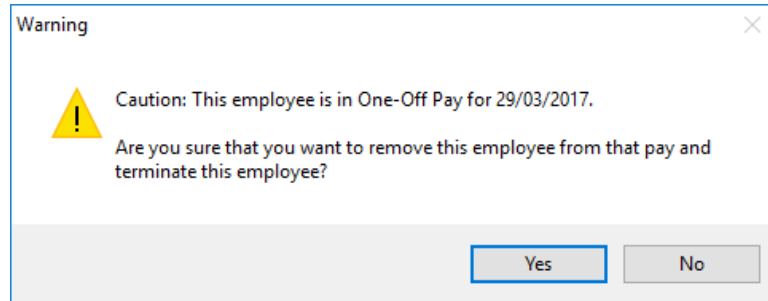 Warning
Caution: This employee is in One-Off Pay for 29/03/2017.
Are you sure that you want to remove this employee from that pay and
terminate this employee?
Yes
No